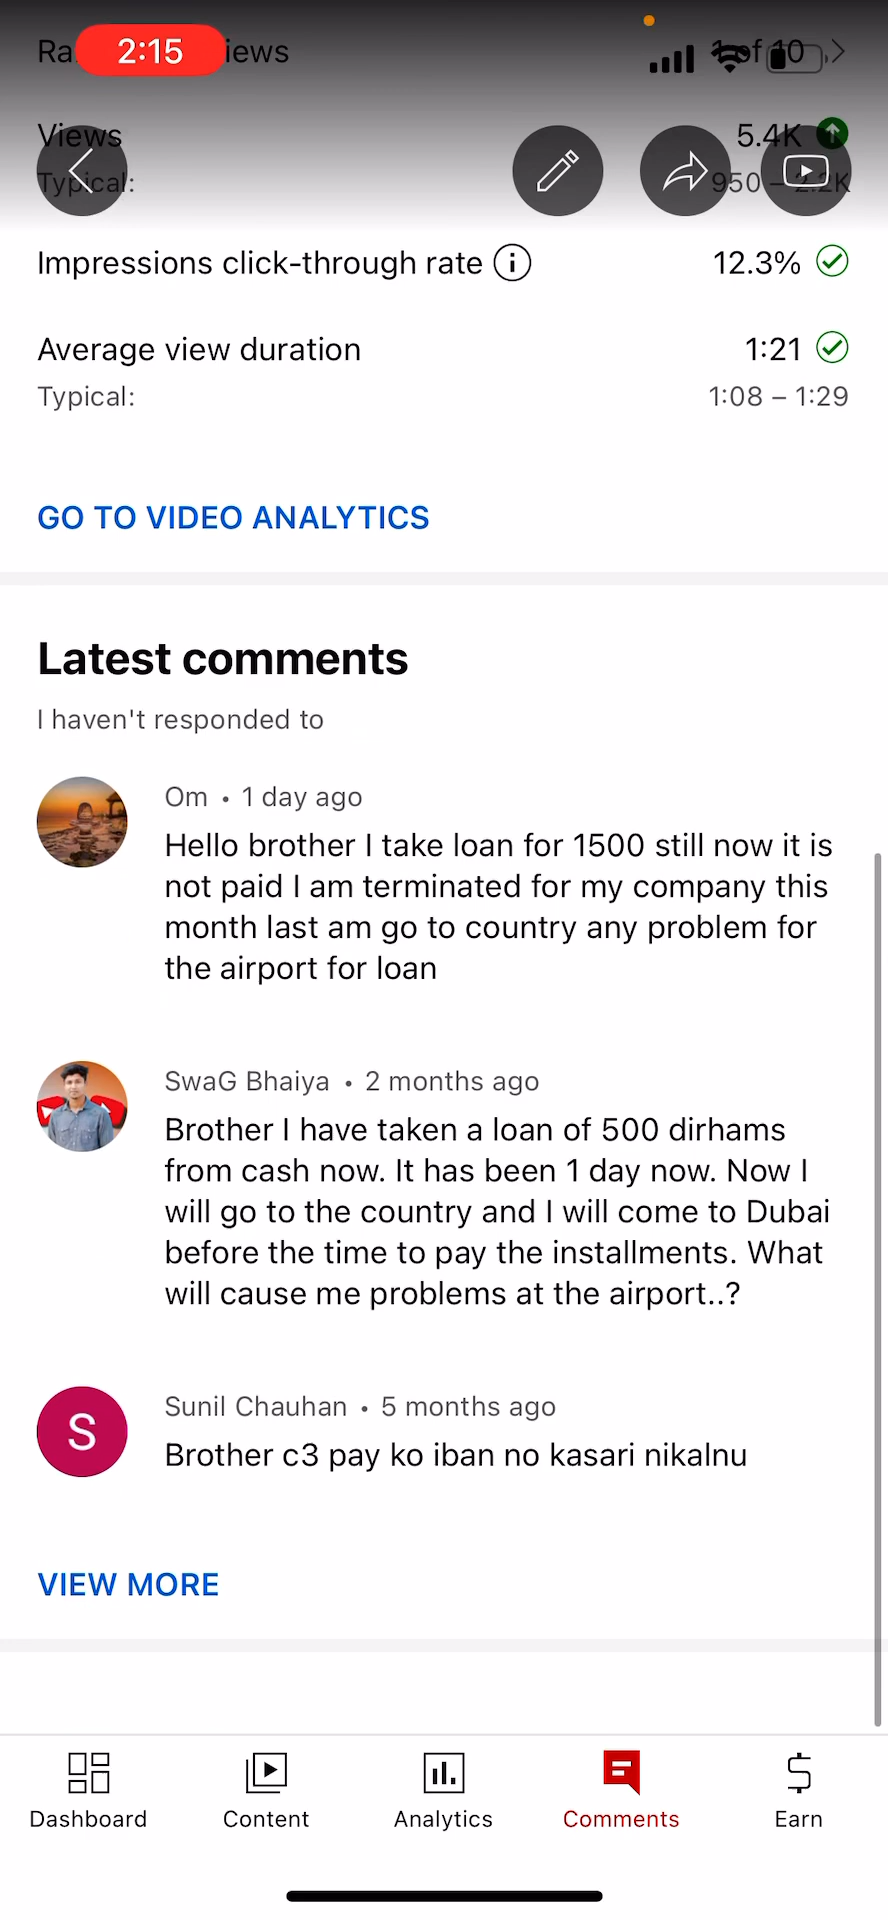 2:15
1 of 10
Views
5.4K
Typical:
950 – 2.2K
Impressions click-through rate
12.3%
Average view duration
1:21
Typical:
1:08 – 1:29
GO TO VIDEO ANALYTICS
Latest comments
I haven't responded to
Om • 1 day ago
Hello brother I take loan for 1500 still now it is
not paid I am terminated for my company this
month last am go to country any problem for
the airport for loan
SwaG Bhaiya • 2 months ago
Brother I have taken a loan of 500 dirhams
from cash now. It has been 1 day now. Now I
will go to the country and I will come to Dubai
before the time to pay the installments. What
will cause me problems at the airport..?
S
Sunil Chauhan • 5 months ago
Brother c3 pay ko iban no kasari nikalnu
VIEW MORE
Dashboard
Content
Analytics
Comments
Earn